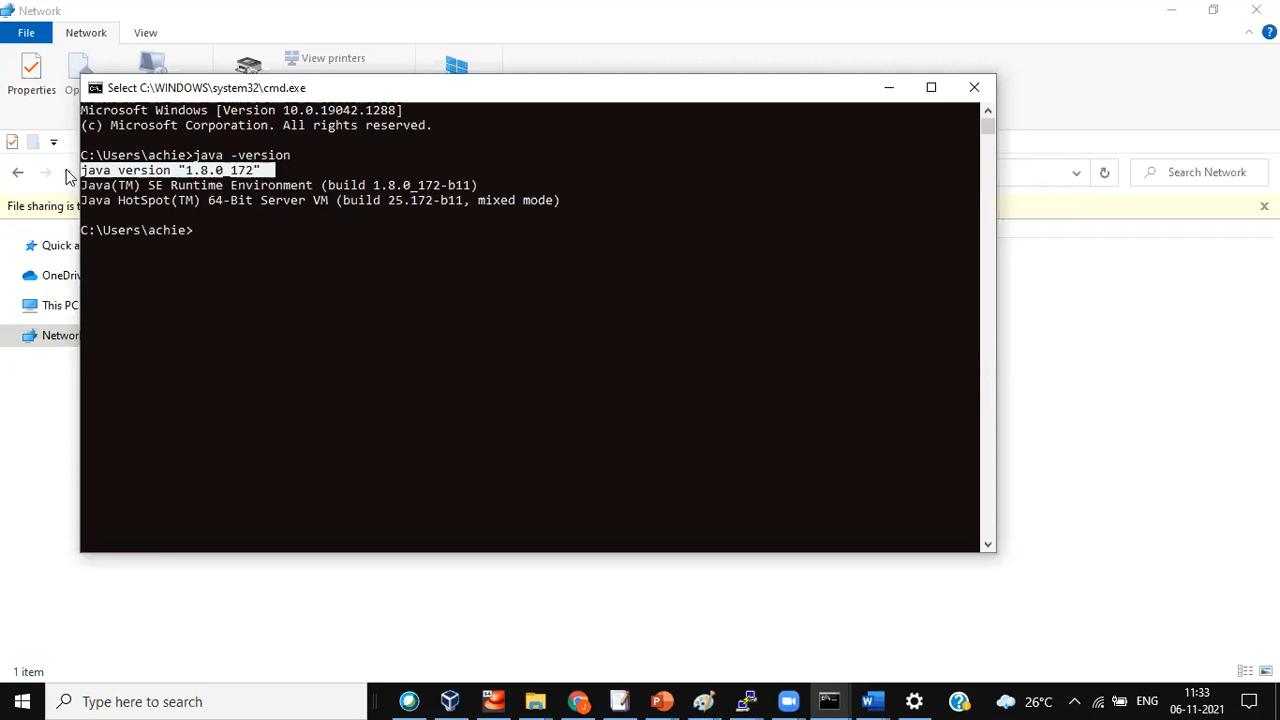 Network
File
Network
View
View printers
Properties
Op
Select C:\WINDOWS\system32\cmd.exe
Microsoft Windows [Version 10.0.19042.1288]
(c) Microsoft Corporation. All rights reserved.
C:\Users\achie>java -version
java version "1.8.0_172"
Java(TM) SE Runtime Environment (build 1.8.0_172-b11)
Java HotSpot(TM) 64-Bit Server VM (build 25.172-b11, mixed mode)
C:\Users\achie>
Search Network
File sharing is t
Quick a
OneDriv
This PC
Networ
1 item
Type here to search
26°C
ENG
11:33
06-11-2021